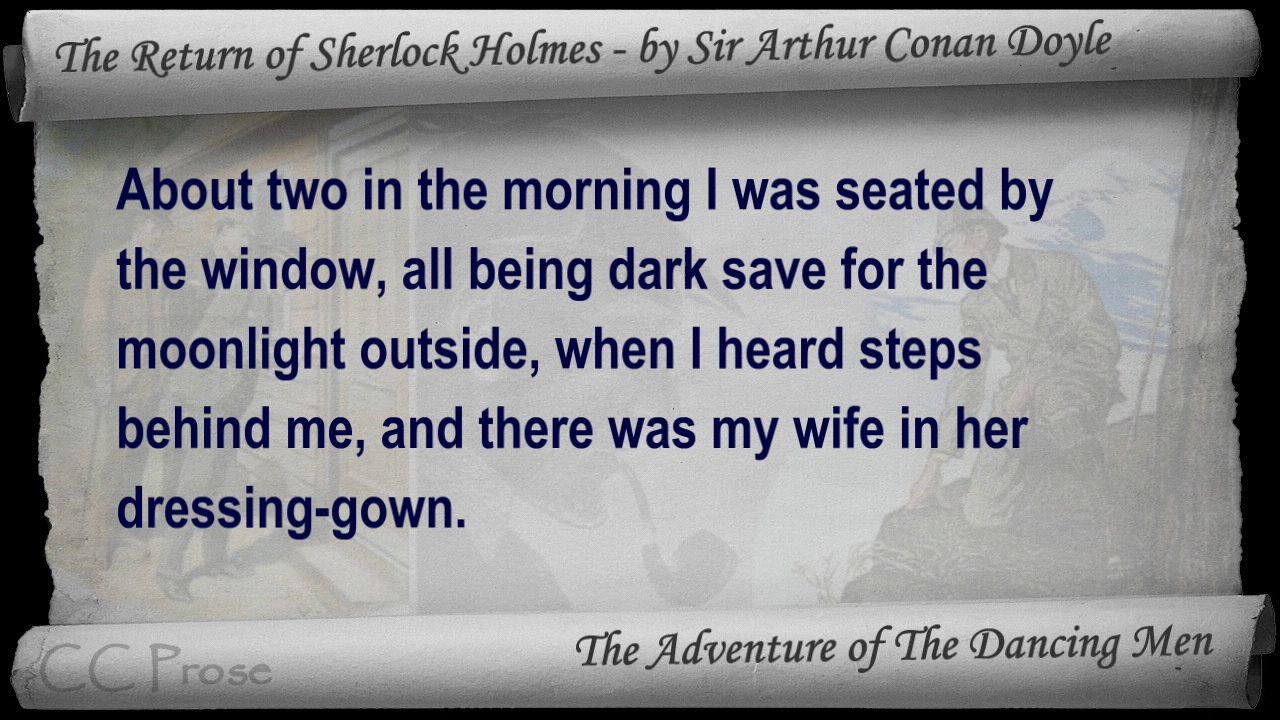 The Return of Sherlock Holmes - by Sir Arthur Conan Doyle
About two in the morning I was seated by
the window, all being dark save for the
moonlight outside, when I heard steps
behind me, and there was my wife in her
dressing-gown.
The Adventure of The Dancing Men
CC Prose